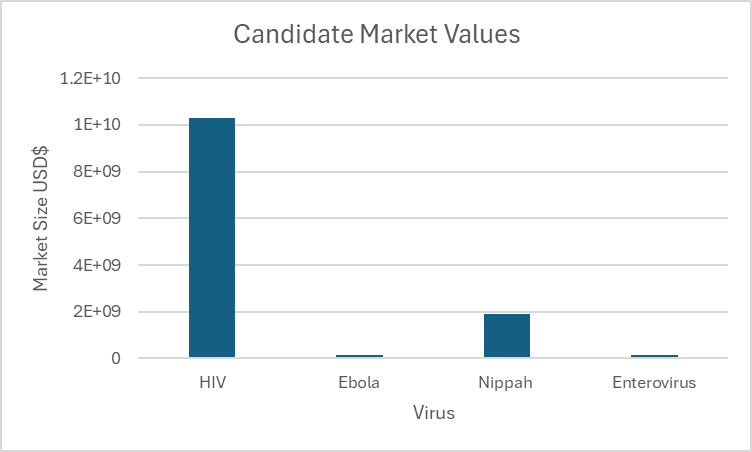 Candidate Market Values
1.2E+10
1E+10
8E+09
6E+09
4E+09
2E+09
0
Market Size USD$
HIV
Ebola
Nippah
Enterovirus
Virus